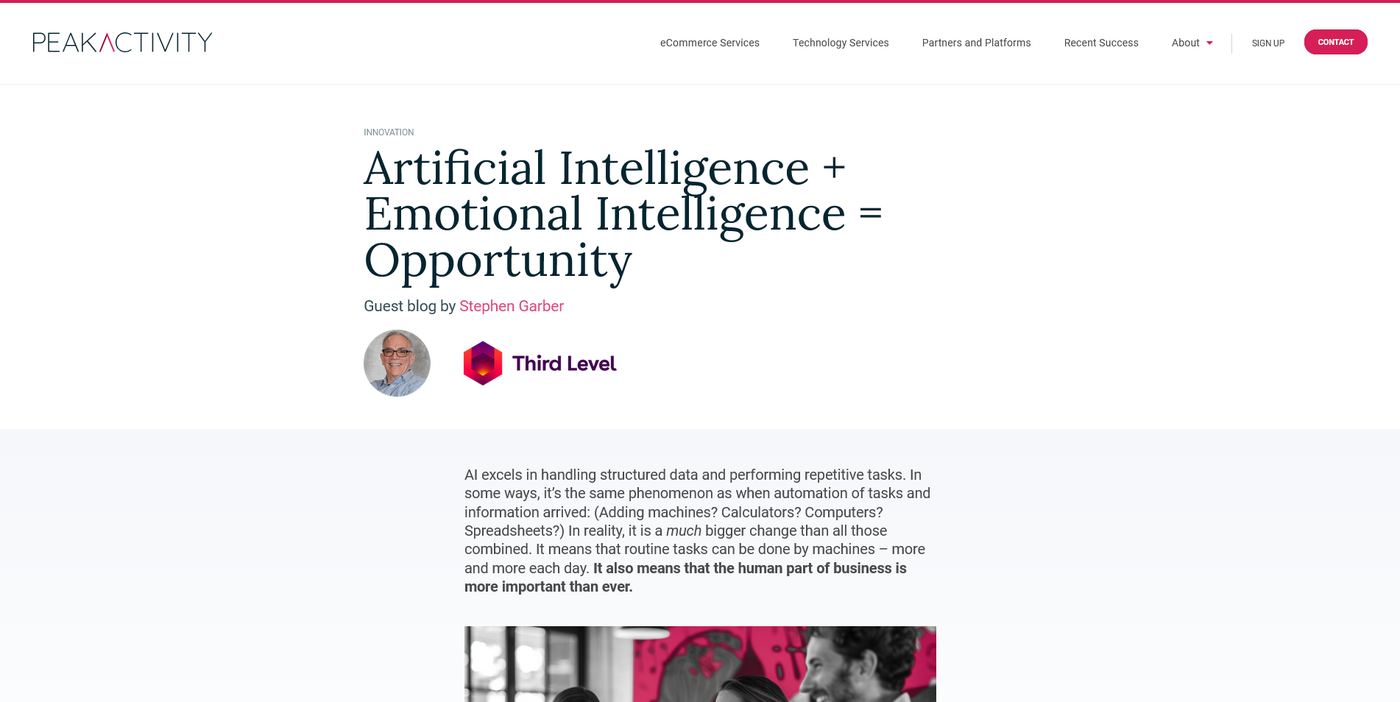 PEAKACTIVITY
eCommerce Services
Technology Services
Partners and Platforms
Recent Success
About
SIGN UP
CONTACT
INNOVATION
Artificial Intelligence +
Emotional Intelligence =
Opportunity
Guest blog by Stephen Garber
Third Level
AI excels in handling structured data and performing repetitive tasks. In
some ways, it’s the same phenomenon as when automation of tasks and
information arrived: (Adding machines? Calculators? Computers?
Spreadsheets?) In reality, it is a much bigger change than all those
combined. It means that routine tasks can be done by machines – more
and more each day. It also means that the human part of business is
more important than ever.